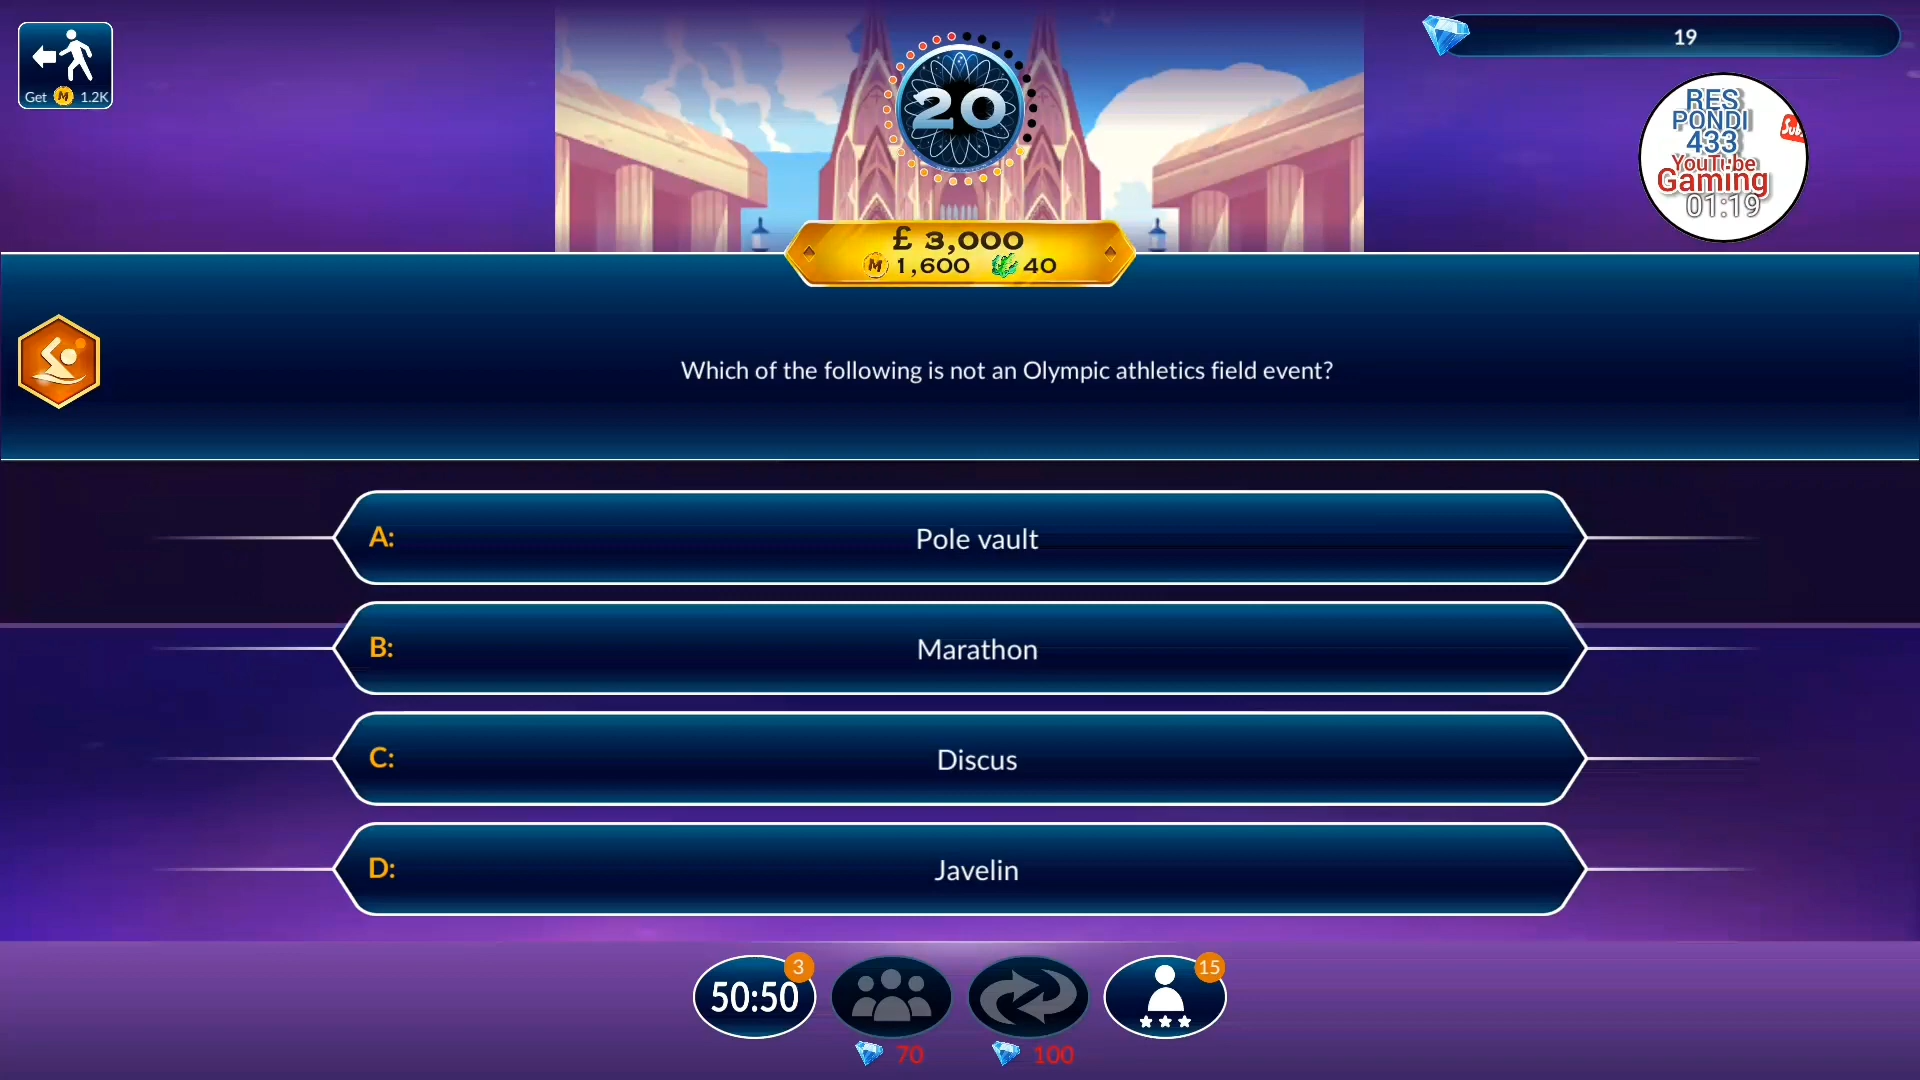 Get M 1.2K
20
19
RES
PONDI
433
YouTube
Gaming
01:19
£ 3,000
M 1,600 40
Which of the following is not an Olympic athletics field event?
A: Pole vault
B: Marathon
C: Discus
D: Javelin
50:50 3
15
70
100